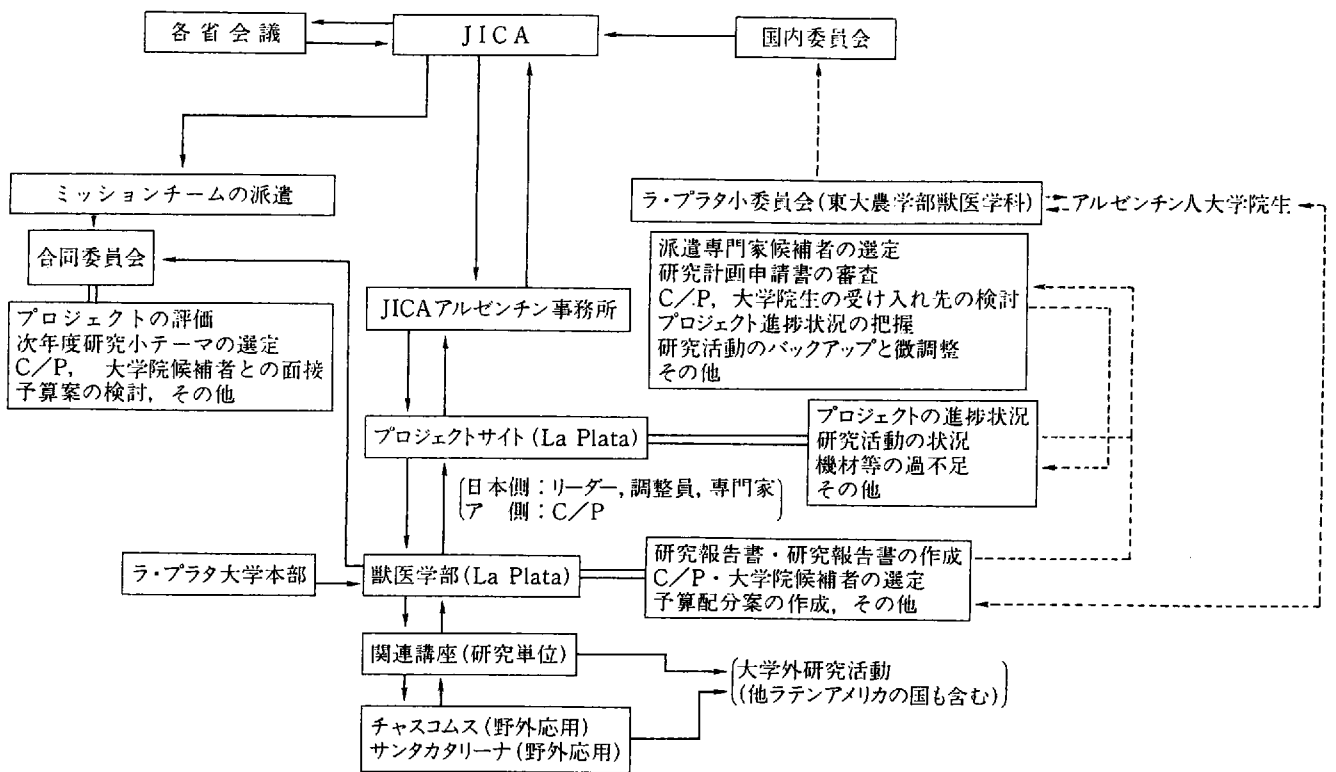 各省会議
JICA
国内委員会
ミッションチームの派遣
ラ・プラタ小委員会(東大農学部獣医学科)
アルゼンチン人大学院生
合同委員会
派遣専門家候補者の選定
研究計画申請書の審査
C/P，大学院生の受け入れ先の検討
プロジェクト進捗状況の把握
研究活動のバックアップと微調整
その他
プロジェクトの評価
次年度研究小テーマの選定
C/P，　大学院候補者との面接
予算案の検討，その他
JICAアルゼンチン事務所
プロジェクトサイト(La Plata)
プロジェクトの進捗状況
研究活動の状況
機材等の過不足
その他
(日本側：リーダー，調整員，専門家)
(ア　側：C/P)
ラ・プラタ大学本部
獣医学部(La Plata)
研究報告書・研究報告書の作成
C/P・大学院候補者の選定
予算配分案の作成，その他
関連講座(研究単位)
(大学外研究活動
(他ラテンアメリカの国も含む))
チャスコムス(野外応用)
サンタカタリーナ(野外応用)